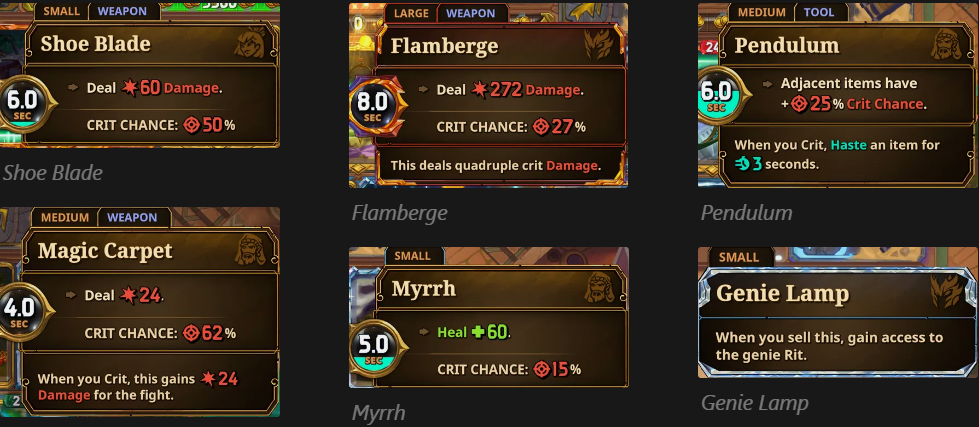 SMALL WEAPON
Shoe Blade
6.0
SEC
Deal 60 Damage.
CRIT CHANCE: 50%
Shoe Blade
MEDIUM WEAPON
Magic Carpet
4.0
SEC
Deal 24.
CRIT CHANCE: 62%
When you Crit, this gains 24
Damage for the fight.
2
LARGE WEAPON
Flamberge
8.0
SEC
Deal 272 Damage.
CRIT CHANCE: 27%
This deals quadruple crit Damage.
Flamberge
SMALL
Myrrh
5.0
SEC
Heal 60.
CRIT CHANCE: 15%
Myrrh
MEDIUM TOOL
24
Pendulum
6.0
SEC
Adjacent items have
+ 25% Crit Chance.
When you Crit, Haste an item for
3 seconds.
Pendulum
SMALL
Genie Lamp
When you sell this, gain access to
the genie Rit.
Genie Lamp